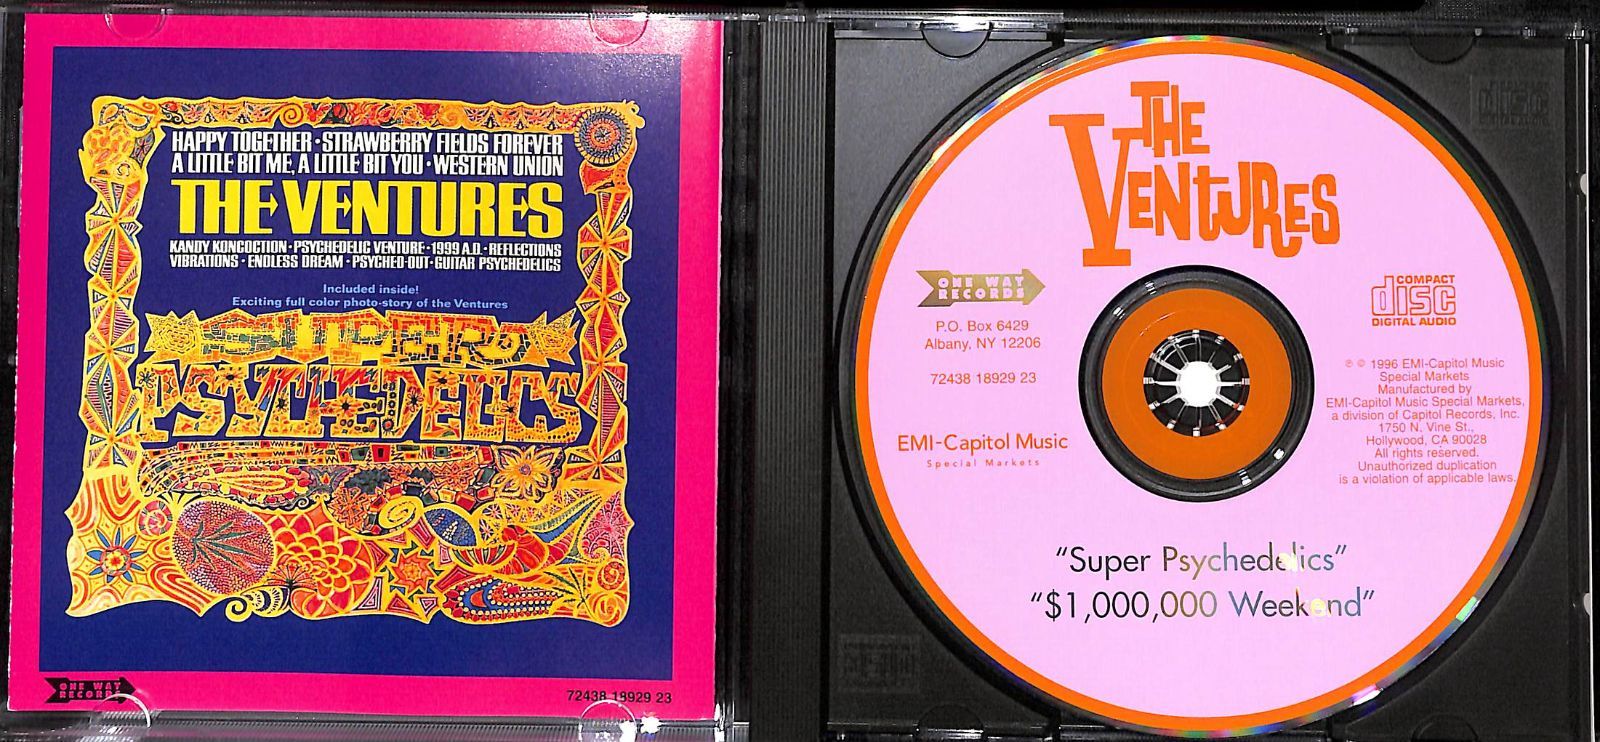 HAPPY TOGETHER · STRAWBERRY FIELDS FOREVER
A LITTLE BIT ME, A LITTLE BIT YOU · WESTERN UNION
THE VENTURES
KANDY KONCOCTION · PSYCHEDELIC VENTURE · 1999 A.D. · REFLECTIONS
VIBRATIONS · ENDLESS DREAM · PSYCHED-OUT · GUITAR PSYCHEDELICS
Included inside!
Exciting full color photo-story of the Ventures
SUPER
PSYCHEDELICS
ONE WAY
RECORDS
72438 18929 23
THE
VENTURES
ONE WAY
RECORDS
P.O. Box 6429
Albany, NY 12206
72438 18929 23
EMI-Capitol Music
Special Markets
COMPACT
disc
DIGITAL AUDIO
℗ © 1996 EMI-Capitol Music
Special Markets
Manufactured by
EMI-Capitol Music Special Markets,
a division of Capitol Records, Inc.
1750 N. Vine St.,
Hollywood, CA 90028
All rights reserved.
Unauthorized duplication
is a violation of applicable laws.
"Super Psychedelics"
"$1,000,000 Weekend"
disc